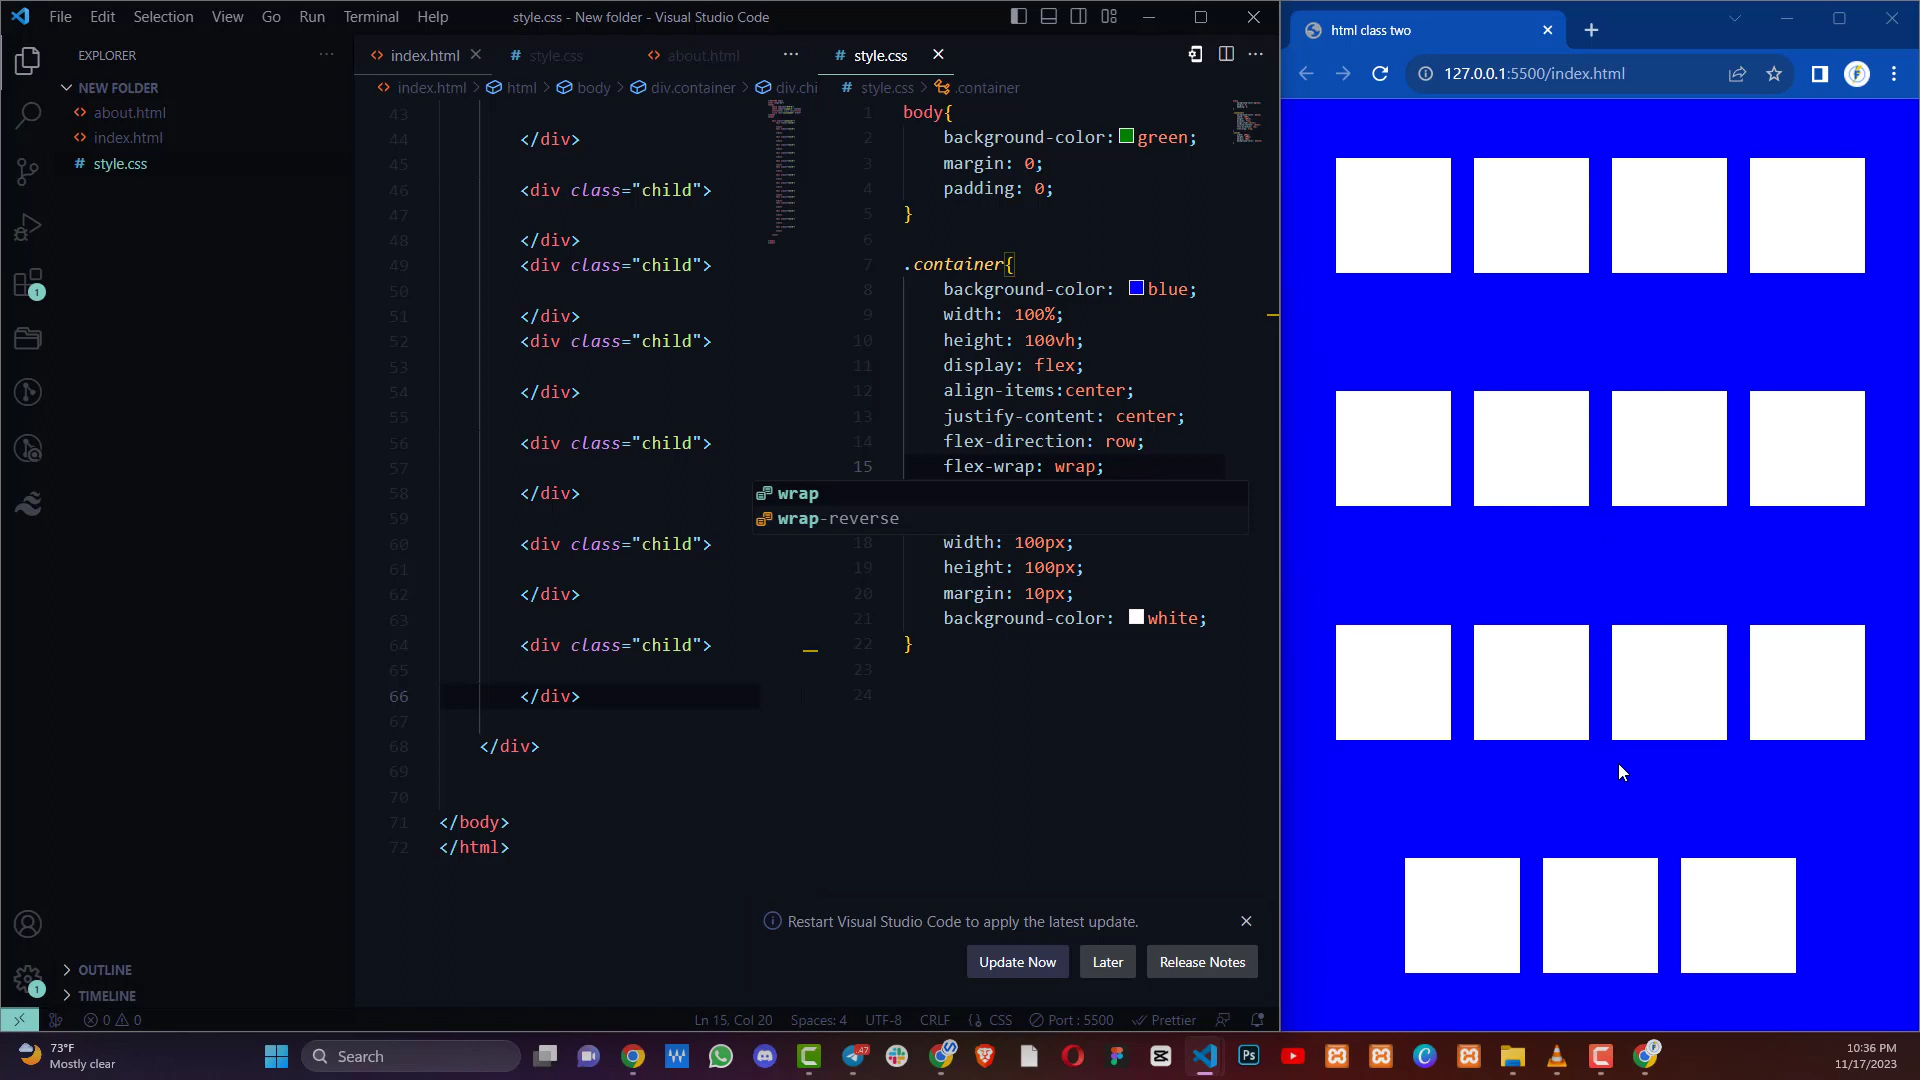 File Edit Selection View Go Run Terminal Help
style.css - New folder - Visual Studio Code
html class two
127.0.0.1:5500/index.html
EXPLORER
NEW FOLDER
about.html
index.html
# style.css
1
1
OUTLINE
TIMELINE
index.html # style.css about.html
# style.css
index.html > html > body > div.container > div.chi
# style.css > .container
43
44 </div>
45
46 <div class="child">
47
48 </div>
49 <div class="child">
50
51 </div>
52 <div class="child">
53
54 </div>
55
56 <div class="child">
57
58 </div>
59
60 <div class="child">
61
62 </div>
63
64 <div class="child">
65
66 </div>
67
68 </div>
69
70
71 </body>
72 </html>
1 body{
2 background-color: green;
3 margin: 0;
4 padding: 0;
5 }
6
7 .container{
8 background-color: blue;
9 width: 100%;
10 height: 100vh;
11 display: flex;
12 align-items:center;
13 justify-content: center;
14 flex-direction: row;
15 flex-wrap: wrap;
wrap
wrap-reverse
18 width: 100px;
19 height: 100px;
20 margin: 10px;
21 background-color: white;
22 }
23
24
Restart Visual Studio Code to apply the latest update.
Update Now Later Release Notes
0 0
Ln 15, Col 20 Spaces: 4 UTF-8 CRLF {} CSS Port : 5500 Prettier
73°F
Mostly clear
Search
47
Ps
10:36 PM
11/17/2023